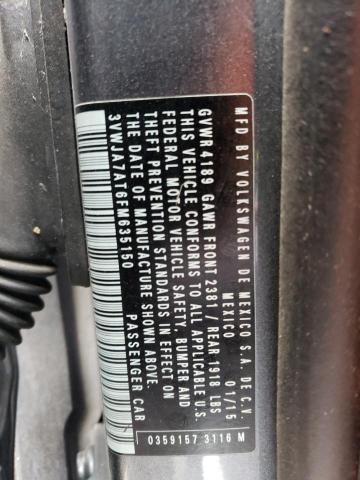 MFD BY VOLKSWAGEN DE MEXICO S.A. DE C.V.
MEXICO 01/15
GVWR 4189 GAWR FRONT 2381 // REAR 1918 LBS
THIS VEHICLE CONFORMS TO ALL APPLICABLE U.S.
FEDERAL MOTOR VEHICLE SAFETY, BUMPER AND
THEFT PREVENTION STANDARDS IN EFFECT ON
THE DATE OF MANUFACTURE SHOWN ABOVE.
3VWJA7AT6FM635150 PASSENGER CAR
0359157 3116 M